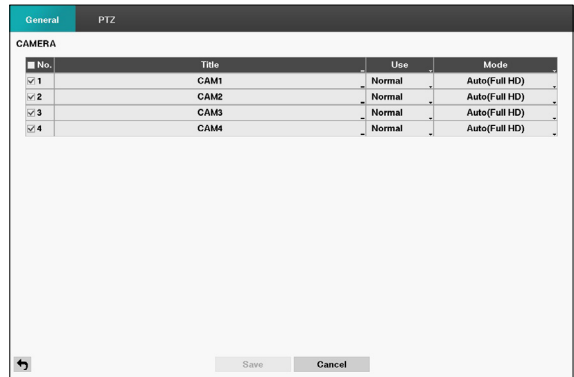 General PTZ
CAMERA
No. Title Use Mode
1 CAM1 Normal Auto(Full HD)
2 CAM2 Normal Auto(Full HD)
3 CAM3 Normal Auto(Full HD)
4 CAM4 Normal Auto(Full HD)
Save Cancel